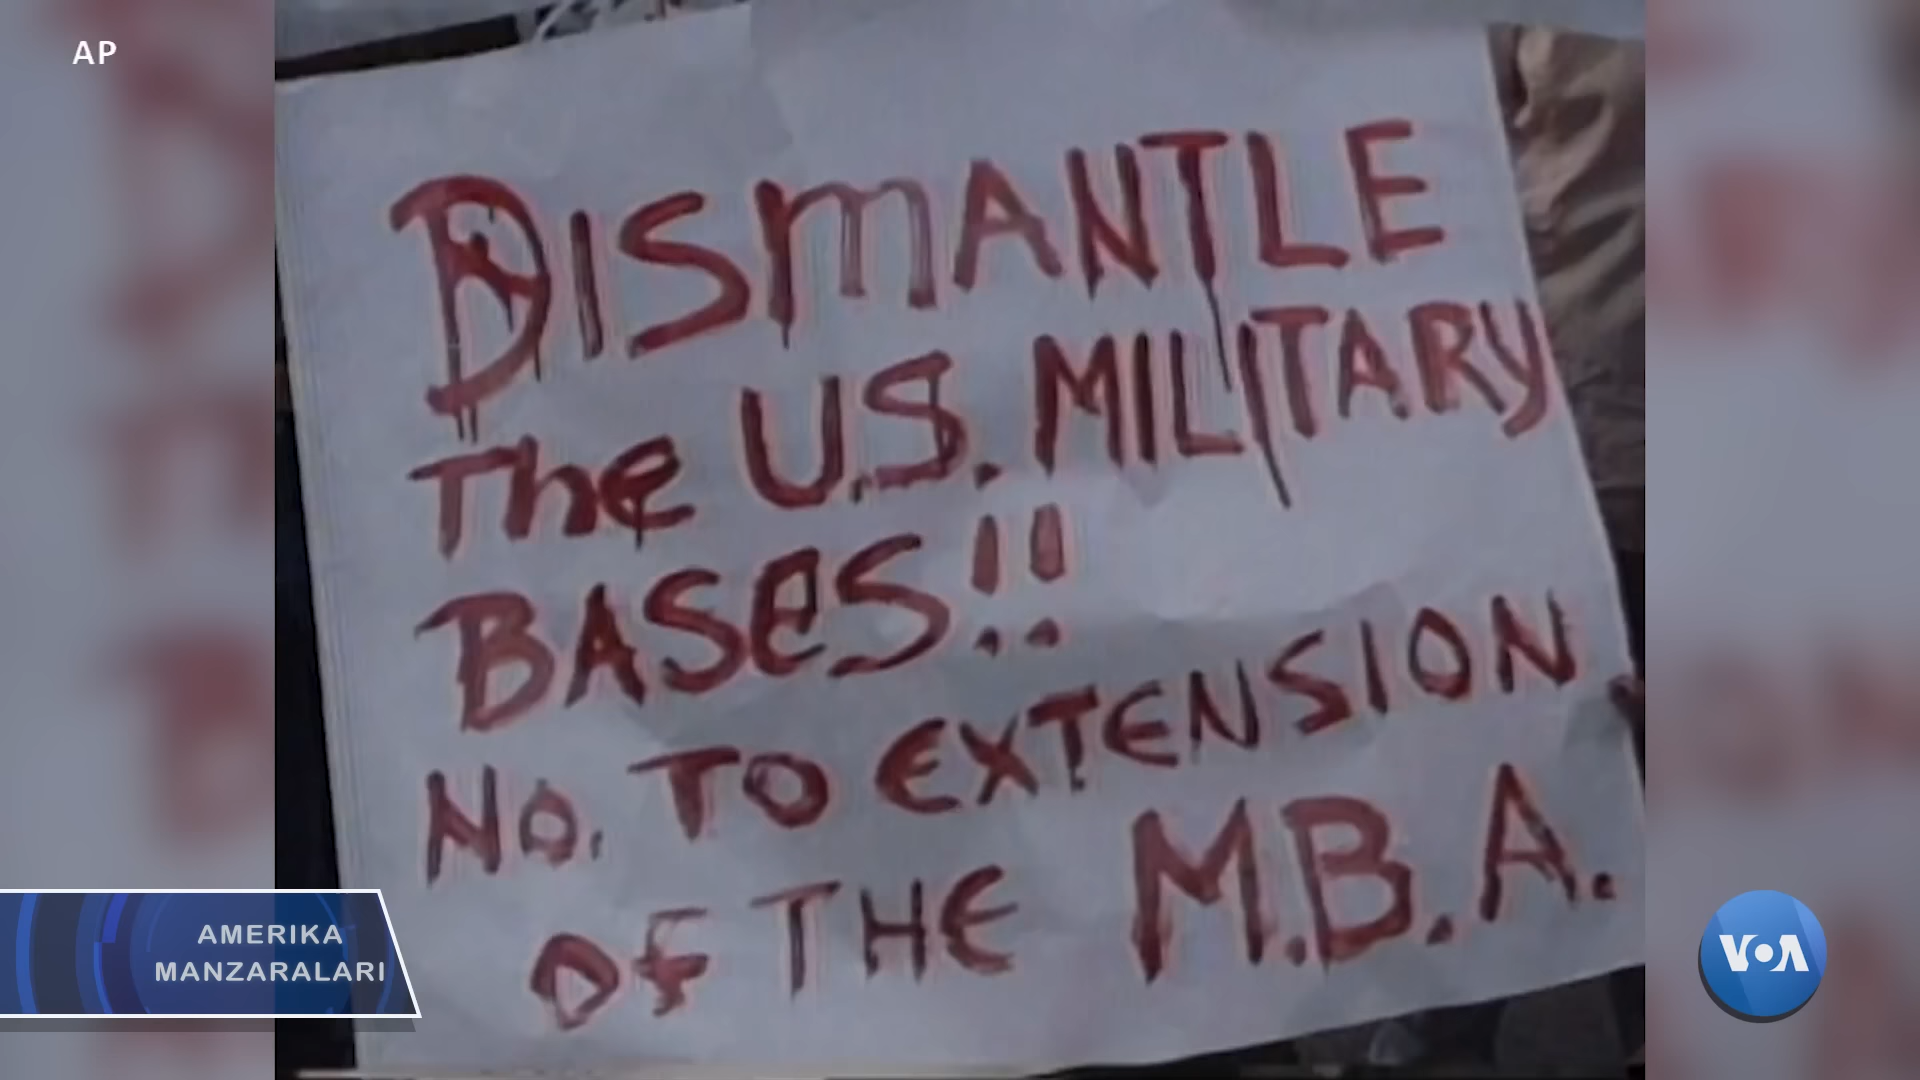 AP
DISMANTLE
The U.S. MILITARY
BASES!!
NO. TO EXTENSION
OF THE M.B.A.
AMERIKA
MANZARALARI
VOA